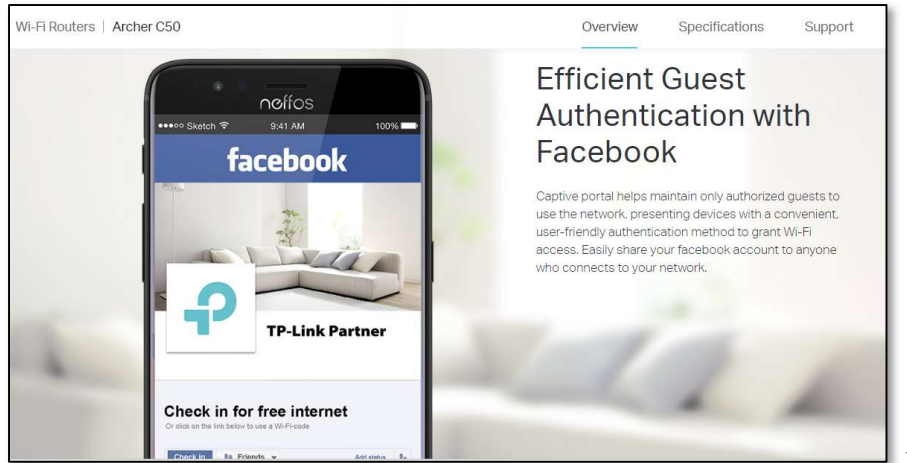 Wi-Fi Routers | Archer C50
Overview Specifications Support
neffos
Sketch 9:41 AM 100%
facebook
TP-Link Partner
Check in for free internet
Or click on the link below to use a Wi-Fi-code
Check in Friends Add status
Efficient Guest
Authentication with
Facebook
Captive portal helps maintain only authorized guests to
use the network, presenting devices with a convenient,
user-friendly authentication method to grant Wi-Fi
access. Easily share your facebook account to anyone
who connects to your network.